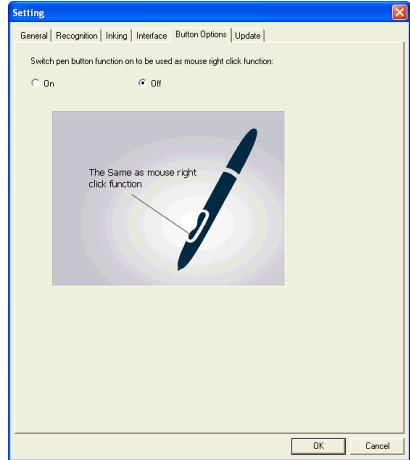 Setting
General Recognition Inking Interface Button Options Update
Switch pen button function on to be used as mouse right click function:
On Off
The Same as mouse right
click function
OK Cancel